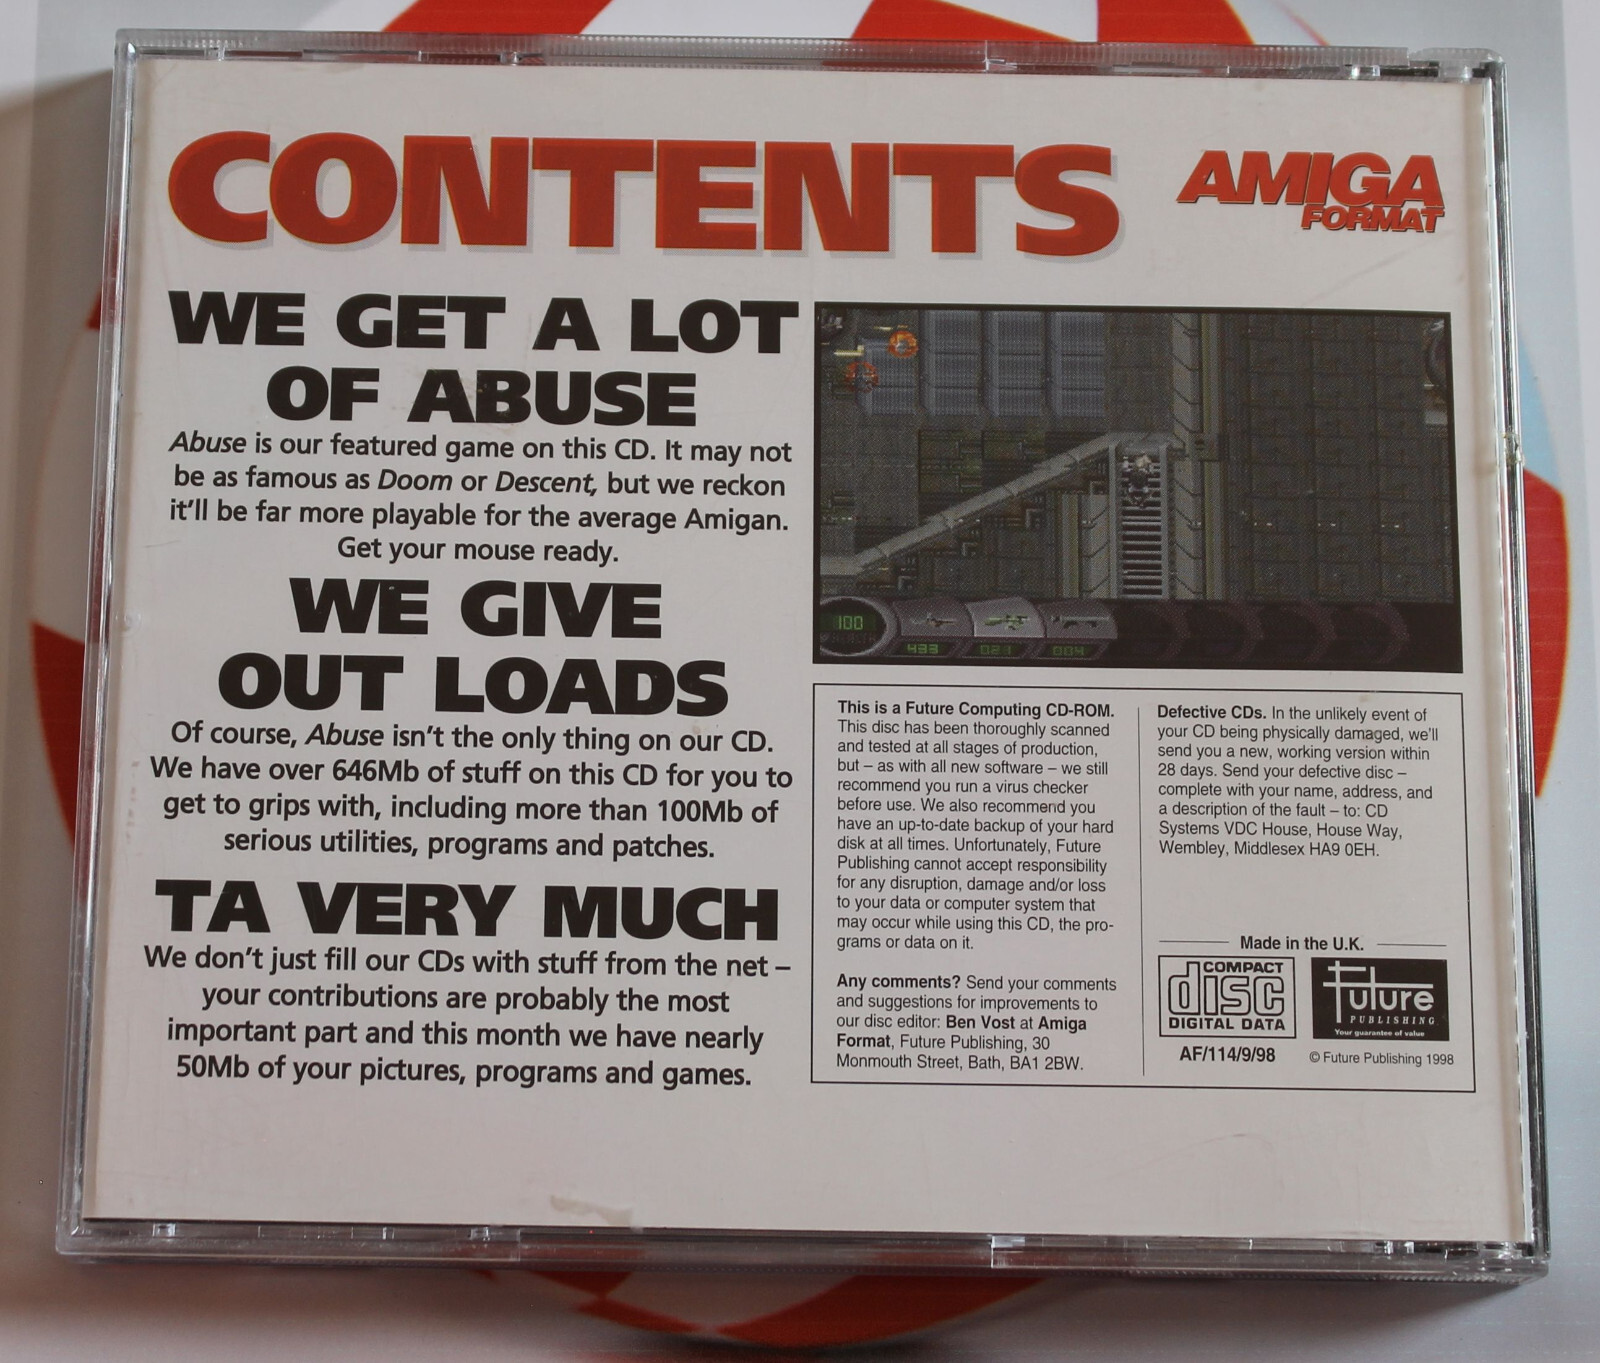 CONTENTS
AMIGA
FORMAT
WE GET A LOT
OF ABUSE
Abuse is our featured game on this CD. It may not
be as famous as Doom or Descent, but we reckon
it'll be far more playable for the average Amigan.
Get your mouse ready.
WE GIVE
OUT LOADS
Of course, Abuse isn't the only thing on our CD.
We have over 646Mb of stuff on this CD for you to
get to grips with, including more than 100Mb of
serious utilities, programs and patches.
TA VERY MUCH
We don't just fill our CDs with stuff from the net –
your contributions are probably the most
important part and this month we have nearly
50Mb of your pictures, programs and games.
100
HEALTH
433
021
004
This is a Future Computing CD-ROM.
This disc has been thoroughly scanned
and tested at all stages of production,
but – as with all new software – we still
recommend you run a virus checker
before use. We also recommend you
have an up-to-date backup of your hard
disk at all times. Unfortunately, Future
Publishing cannot accept responsibility
for any disruption, damage and/or loss
to your data or computer system that
may occur while using this CD, the pro-
grams or data on it.
Any comments? Send your comments
and suggestions for improvements to
our disc editor: Ben Vost at Amiga
Format, Future Publishing, 30
Monmouth Street, Bath, BA1 2BW.
Defective CDs. In the unlikely event of
your CD being physically damaged, we'll
send you a new, working version within
28 days. Send your defective disc –
complete with your name, address, and
a description of the fault – to: CD
Systems VDC House, House Way,
Wembley, Middlesex HA9 0EH.
Made in the U.K.
COMPACT
disc
DIGITAL DATA
AF/114/9/98
Future
PUBLISHING
Your guarantee of value
© Future Publishing 1998